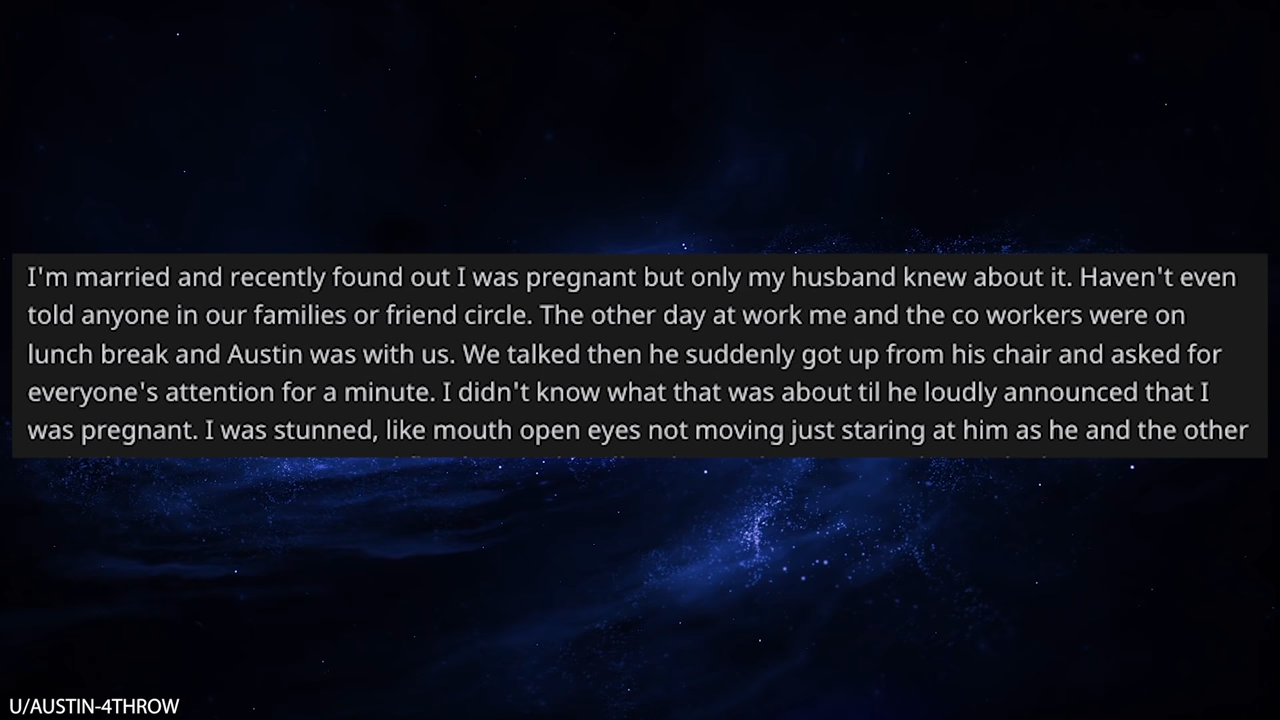 I'm married and recently found out I was pregnant but only my husband knew about it. Haven't even
told anyone in our families or friend circle. The other day at work me and the co workers were on
lunch break and Austin was with us. We talked then he suddenly got up from his chair and asked for
everyone's attention for a minute. I didn't know what that was about til he loudly announced that I
was pregnant. I was stunned, like mouth open eyes not moving just staring at him as he and the other
U/AUSTIN-4THROW